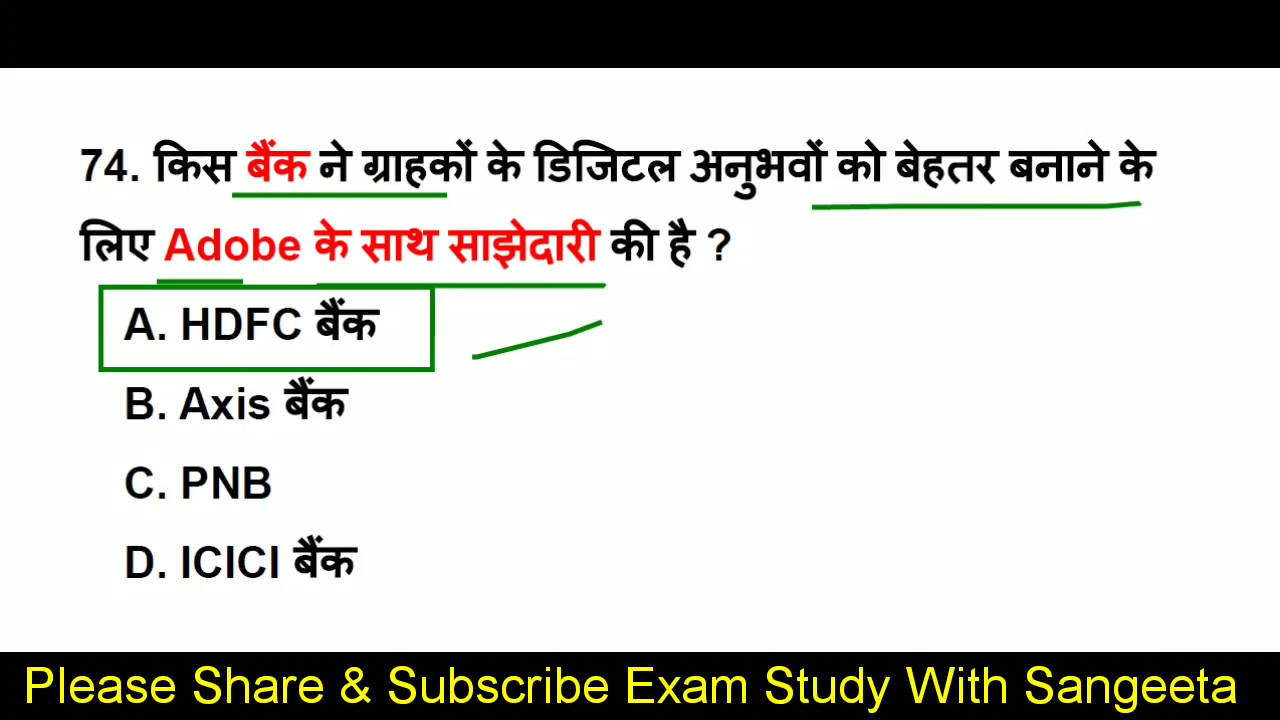 74. किस बैंक ने ग्राहकों के डिजिटल अनुभवों को बेहतर बनाने के
लिए Adobe के साथ साझेदारी की है ?
A. HDFC बैंक
B. Axis बैंक
C. PNB
D. ICICI बैंक
Please Share & Subscribe Exam Study With Sangeeta